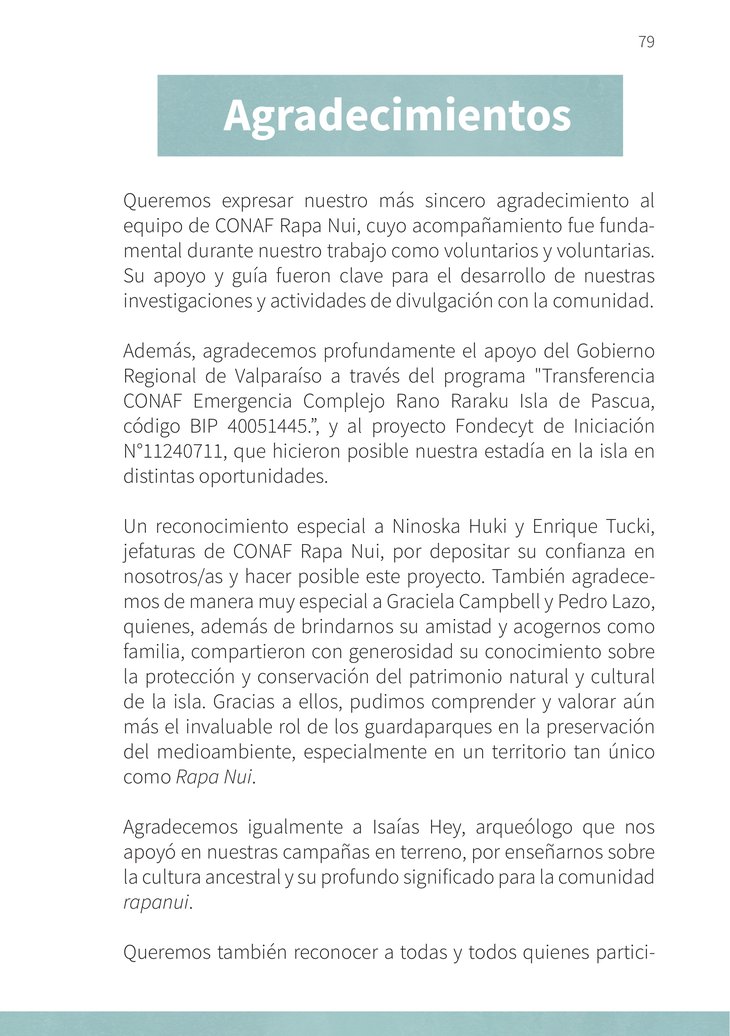 79
Agradecimientos
Queremos expresar nuestro más sincero agradecimiento al
equipo de CONAF Rapa Nui, cuyo acompañamiento fue funda-
mental durante nuestro trabajo como voluntarios y voluntarias.
Su apoyo y guía fueron clave para el desarrollo de nuestras
investigaciones y actividades de divulgación con la comunidad.
Además, agradecemos profundamente el apoyo del Gobierno
Regional de Valparaíso a través del programa "Transferencia
CONAF Emergencia Complejo Rano Raraku Isla de Pascua,
código BIP 40051445.”, y al proyecto Fondecyt de Iniciación
N°11240711, que hicieron posible nuestra estadía en la isla en
distintas oportunidades.
Un reconocimiento especial a Ninoska Huki y Enrique Tucki,
jefaturas de CONAF Rapa Nui, por depositar su confianza en
nosotros/as y hacer posible este proyecto. También agradece-
mos de manera muy especial a Graciela Campbell y Pedro Lazo,
quienes, además de brindarnos su amistad y acogernos como
familia, compartieron con generosidad su conocimiento sobre
la protección y conservación del patrimonio natural y cultural
de la isla. Gracias a ellos, pudimos comprender y valorar aún
más el invaluable rol de los guardaparques en la preservación
del medioambiente, especialmente en un territorio tan único
como Rapa Nui.
Agradecemos igualmente a Isaías Hey, arqueólogo que nos
apoyó en nuestras campañas en terreno, por enseñarnos sobre
la cultura ancestral y su profundo significado para la comunidad
rapanui.
Queremos también reconocer a todas y todos quienes partici-